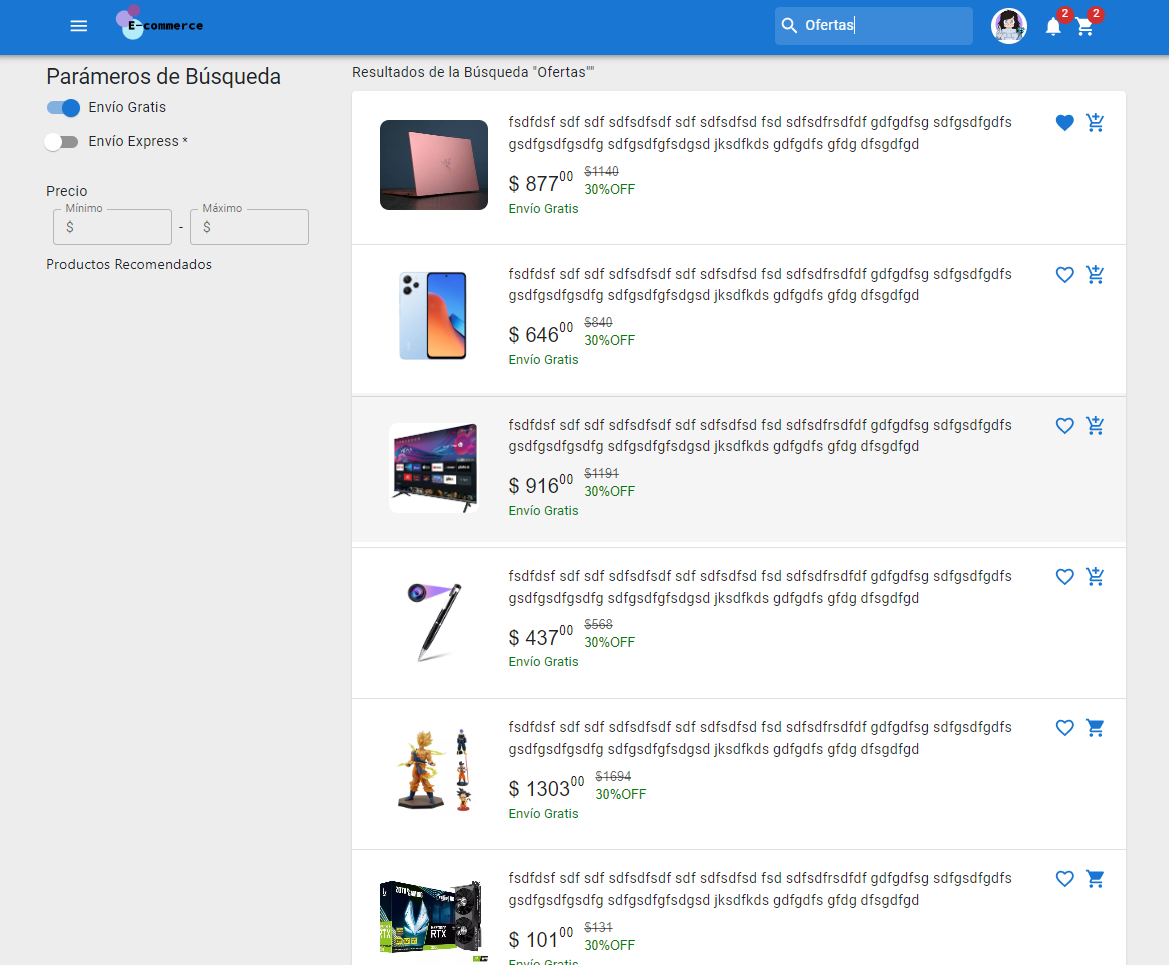 E-commerce
Ofertas
2
2
Parámeros de Búsqueda
Envío Gratis
Envío Express *
Precio
Mínimo
Máximo
$
-
$
Productos Recomendados
Resultados de la Búsqueda "Ofertas""
fsdfdsf sdf sdf sdfsdfsdf sdf sdfsdfsd fsd sdfsdfrsdfdf gdfgdfsg sdfgsdfgdfs
gsdfgsdfgsdfg sdfgsdfgfsdgsd jksdfkds gdfgdfs gfdg dfsgdfgd
$ 877 00
$1140
30%OFF
Envío Gratis
fsdfdsf sdf sdf sdfsdfsdf sdf sdfsdfsd fsd sdfsdfrsdfdf gdfgdfsg sdfgsdfgdfs
gsdfgsdfgsdfg sdfgsdfgfsdgsd jksdfkds gdfgdfs gfdg dfsgdfgd
$ 646 00
$840
30%OFF
Envío Gratis
fsdfdsf sdf sdf sdfsdfsdf sdf sdfsdfsd fsd sdfsdfrsdfdf gdfgdfsg sdfgsdfgdfs
gsdfgsdfgsdfg sdfgsdfgfsdgsd jksdfkds gdfgdfs gfdg dfsgdfgd
$ 916 00
$1191
30%OFF
Envío Gratis
fsdfdsf sdf sdf sdfsdfsdf sdf sdfsdfsd fsd sdfsdfrsdfdf gdfgdfsg sdfgsdfgdfs
gsdfgsdfgsdfg sdfgsdfgfsdgsd jksdfkds gdfgdfs gfdg dfsgdfgd
$ 437 00
$568
30%OFF
Envío Gratis
fsdfdsf sdf sdf sdfsdfsdf sdf sdfsdfsd fsd sdfsdfrsdfdf gdfgdfsg sdfgsdfgdfs
gsdfgsdfgsdfg sdfgsdfgfsdgsd jksdfkds gdfgdfs gfdg dfsgdfgd
$ 1303 00
$1694
30%OFF
Envío Gratis
fsdfdsf sdf sdf sdfsdfsdf sdf sdfsdfsd fsd sdfsdfrsdfdf gdfgdfsg sdfgsdfgdfs
gsdfgsdfgsdfg sdfgsdfgfsdgsd jksdfkds gdfgdfs gfdg dfsgdfgd
RTX
$ 101 00
$131
30%OFF
Envío Gratis